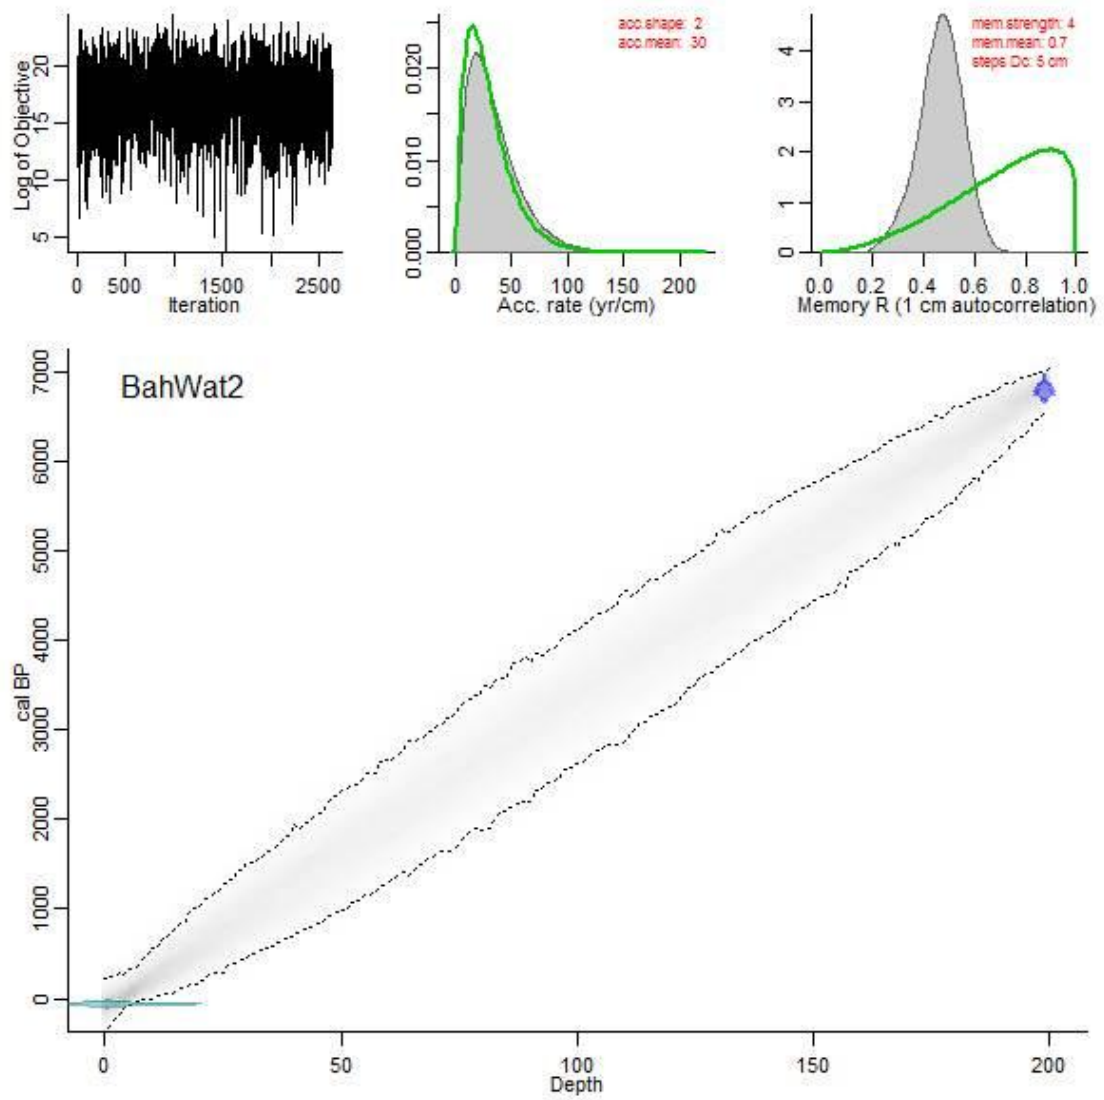 Log of Objective
5 10 15 20
0 500 1500 2500
Iteration
acc.shape: 2
acc.mean: 30
0.000 0.010 0.020
0 50 100 150 200
Acc. rate (yr/cm)
mem.strength: 4
mem.mean: 0.7
steps Dc: 5 cm
0 1 2 3 4
0.0 0.2 0.4 0.6 0.8 1.0
Memory R (1 cm autocorrelation)
BahWat2
cal BP
0 1000 2000 3000 4000 5000 6000 7000
0 50 100 150 200
Depth